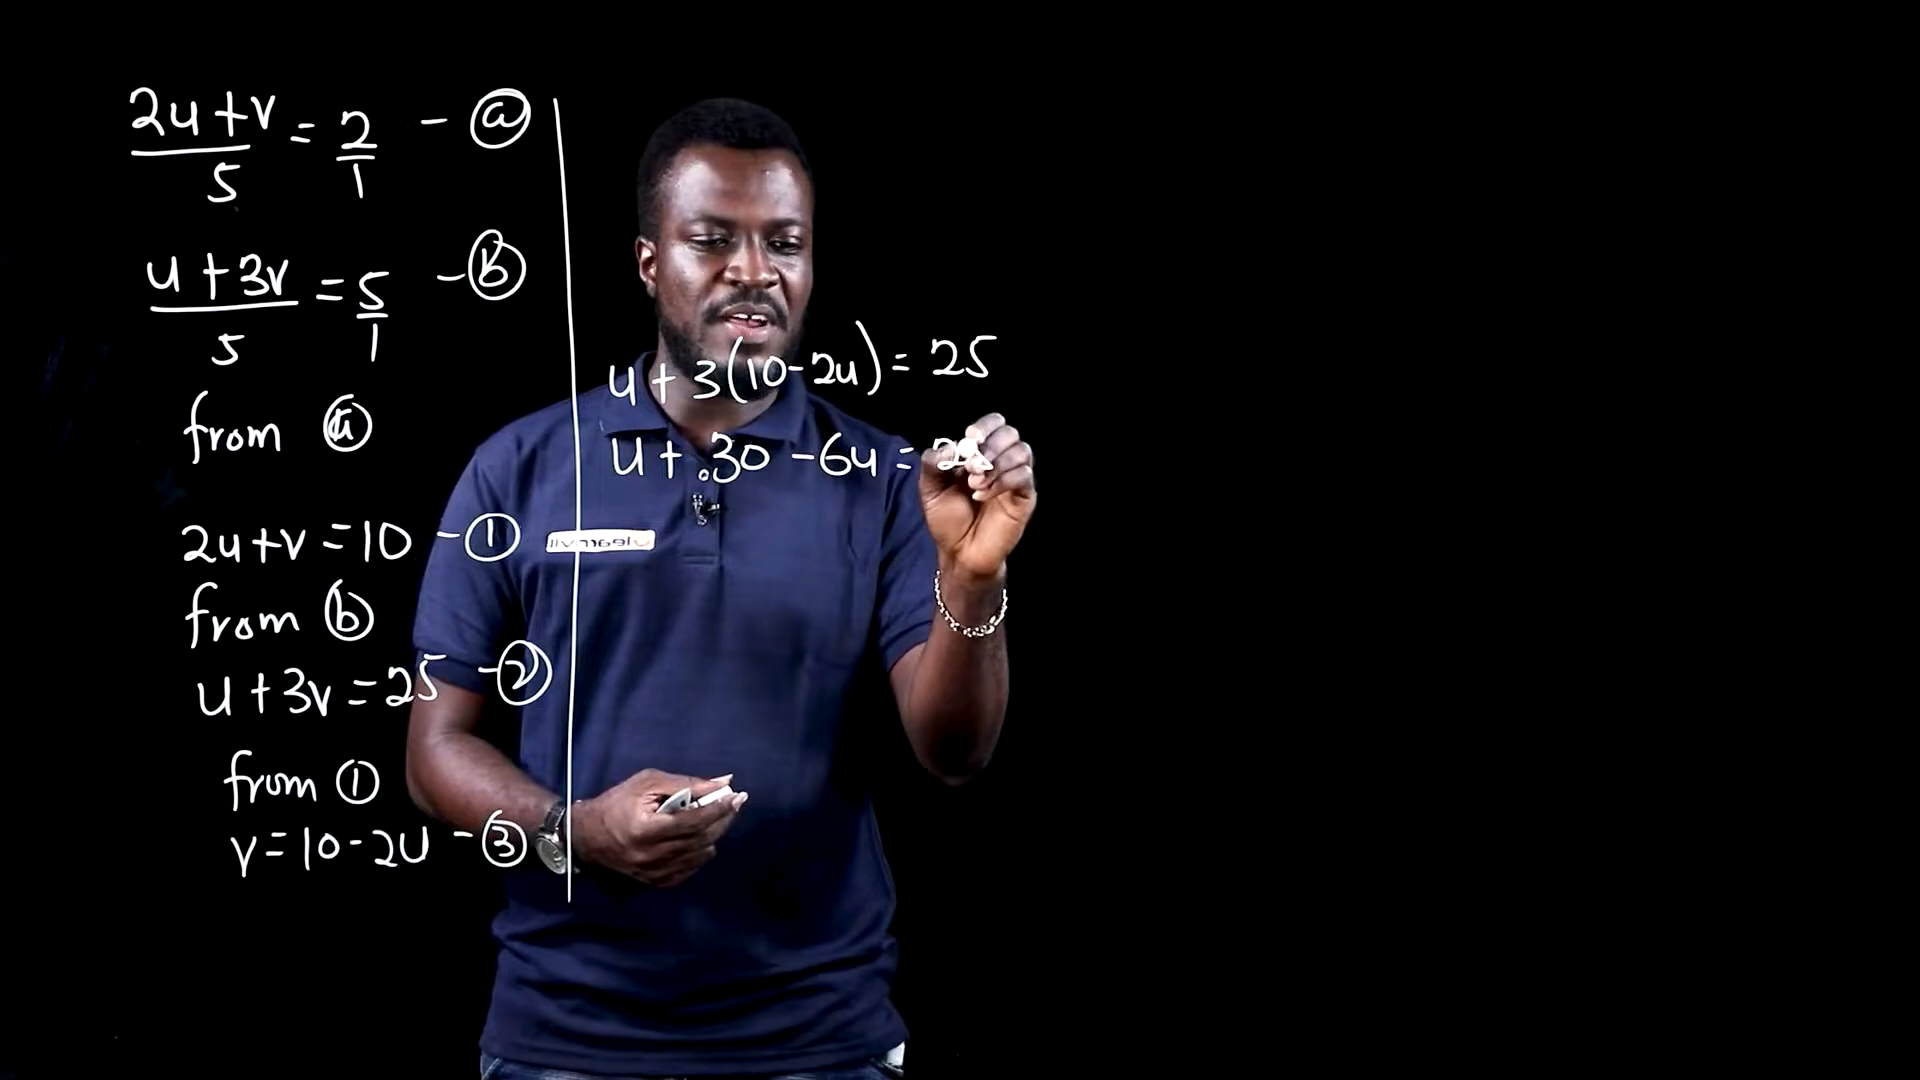 2u+v/5 = 2/1 - ⓐ
u+3v/5 = 5/1 - ⓑ
from ⓐ
2u+v=10 - ①
from ⓑ
u+3v=25 - ②
from ①
v=10-2u - ③
u+3(10-2u)=25
u+30-6u=25